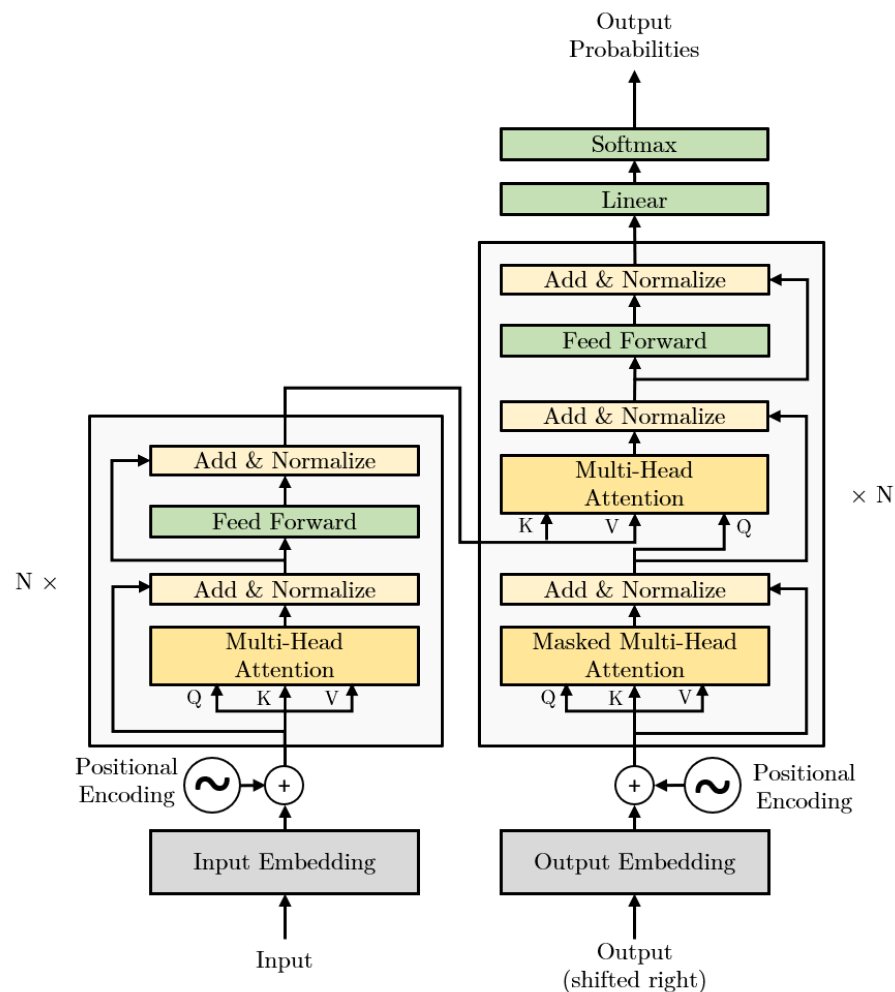 Output
Probabilities
Softmax
Linear
Add & Normalize
Feed Forward
Add & Normalize
Multi-Head
Attention
K
V
Q
× N
Add & Normalize
Masked Multi-Head
Attention
Q
K
V
Positional
Encoding
+
Output Embedding
Output
(shifted right)
Add & Normalize
Feed Forward
N ×
Add & Normalize
Multi-Head
Attention
Q
K
V
Positional
Encoding
+
Input Embedding
Input